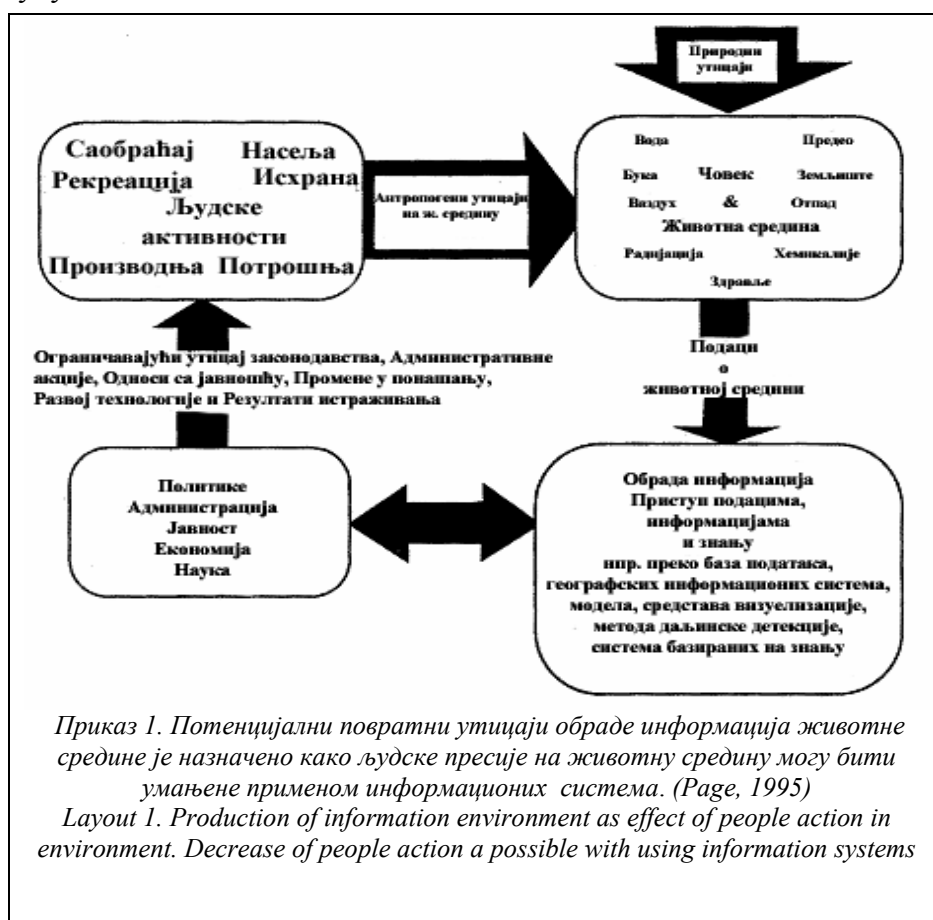 Природни
утицаји
Саобраћај Насеља
Рекреација Исхрана
Људске
активности
Производња Потрошња
Антропогени утицаји
на ж. средину
Вода Предео
Бука Човек Земљиште
Ваздух & Отпад
Животна средина
Радијација Хемикалије
Здравље
Подаци
о
животној средини
Ограничавајући утицај законодавства, Административне
акције, Односи са јавношћу, Промене у понашању,
Развој технологије и Резултати истраживања
Политике
Администрација
Јавност
Економија
Наука
Обрада информација
Приступ подацима,
информацијама
и знању
нпр. преко база података,
географских информационих система,
модела, средстава визуелизације,
метода даљинске детекције,
система базираних на знању
Приказ 1. Потенцијални повратни утицаји обраде информација животне
средине је назначено како људске пресије на животну средину могу бити
умањене применом информационих система. (Page, 1995)
Layout 1. Production of information environment as effect of people action in
environment. Decrease of people action a possible with using information systems